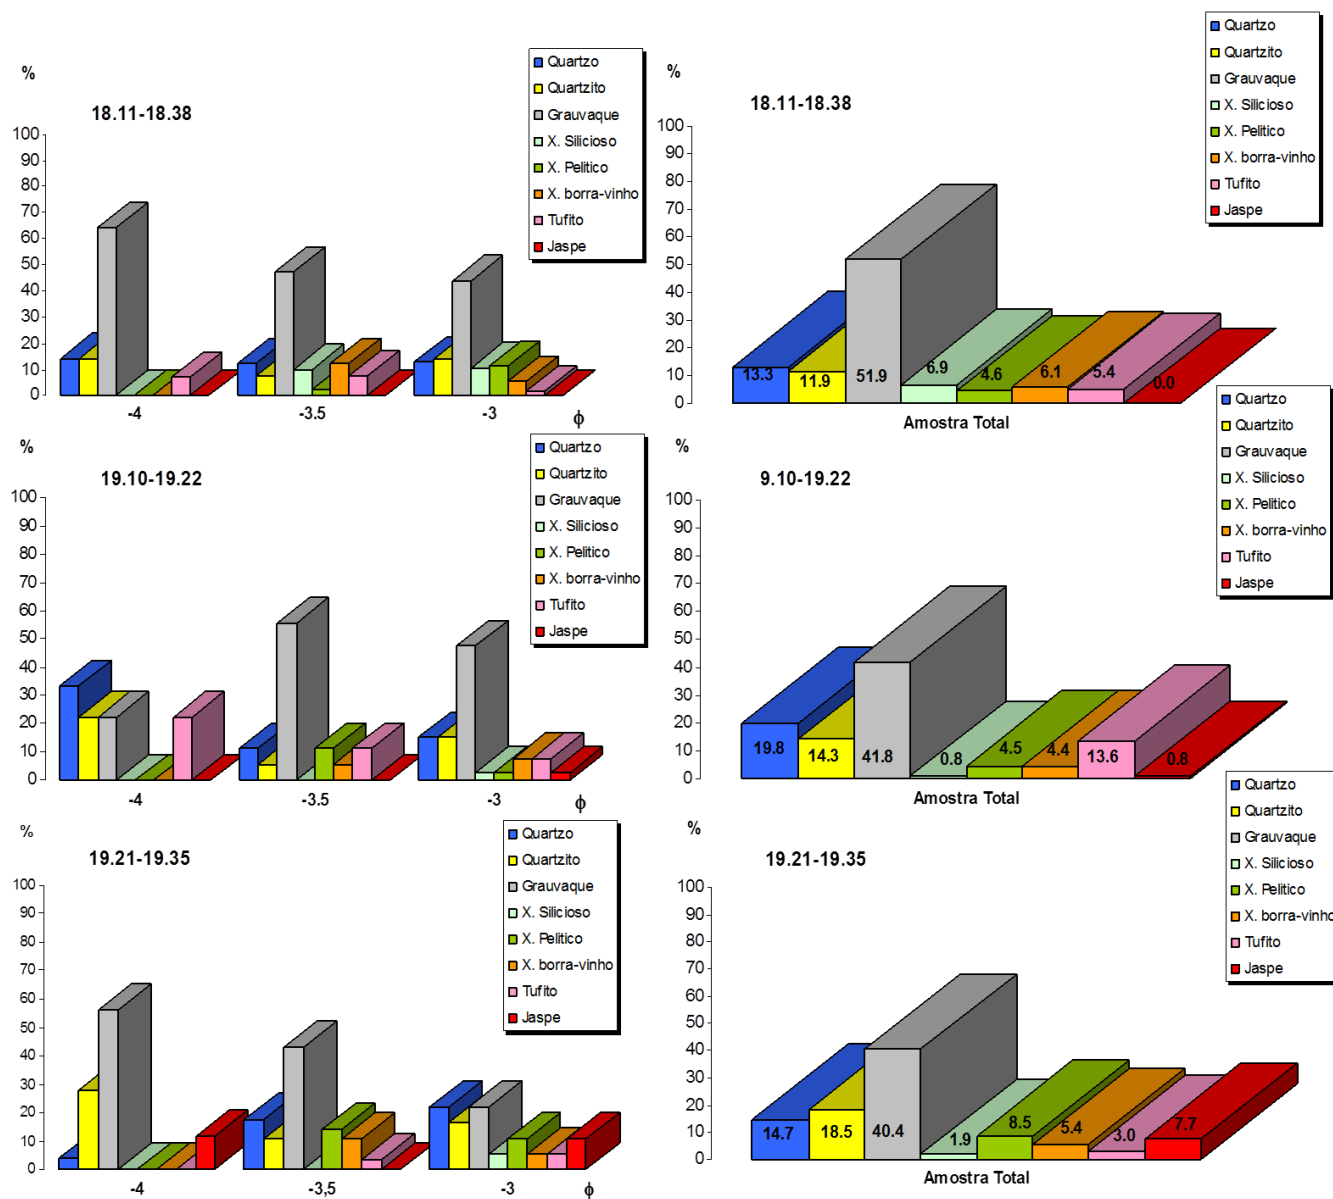 %
18.11-18.38
Quartzo
Quartzito
Grauvaque
X. Silicioso
X. Pelitico
X. borra-vinho
Tufito
Jaspe
100
90
80
70
60
50
40
30
20
10
0
-4
-3.5
-3
ϕ
%
18.11-18.38
Quartzo
Quartzito
Grauvaque
X. Silicioso
X. Pelitico
X. borra-vinho
Tufito
Jaspe
100
90
80
70
60
50
40
30
20
10
0
13.3
11.9
51.9
6.9
4.6
6.1
5.4
0.0
Amostra Total
%
19.10-19.22
Quartzo
Quartzito
Grauvaque
X. Silicioso
X. Pelitico
X. borra-vinho
Tufito
Jaspe
100
90
80
70
60
50
40
30
20
10
0
-4
-3.5
-3
ϕ
%
9.10-19.22
Quartzo
Quartzito
Grauvaque
X. Silicioso
X. Pelitico
X. borra-vinho
Tufito
Jaspe
100
90
80
70
60
50
40
30
20
10
0
19.8
14.3
41.8
0.8
4.5
4.4
13.6
0.8
Amostra Total
%
19.21-19.35
Quartzo
Quartzito
Grauvaque
X. Silicioso
X. Pelitico
X. borra-vinho
Tufito
Jaspe
100
90
80
70
60
50
40
30
20
10
0
-4
-3,5
-3
ϕ
%
19.21-19.35
Quartzo
Quartzito
Grauvaque
X. Silicioso
X. Pelitico
X. borra-vinho
Tufito
Jaspe
100
90
80
70
60
50
40
30
20
10
0
14.7
18.5
40.4
1.9
8.5
5.4
3.0
7.7
Amostra Total